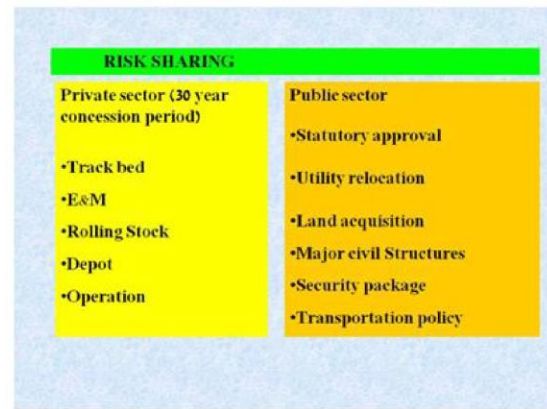 RISK SHARING
Private sector (30 year
concession period)
•Track bed
•E&M
•Rolling Stock
•Depot
•Operation
Public sector
•Statutory approval
•Utility relocation
•Land acquisition
•Major civil Structures
•Security package
•Transportation policy